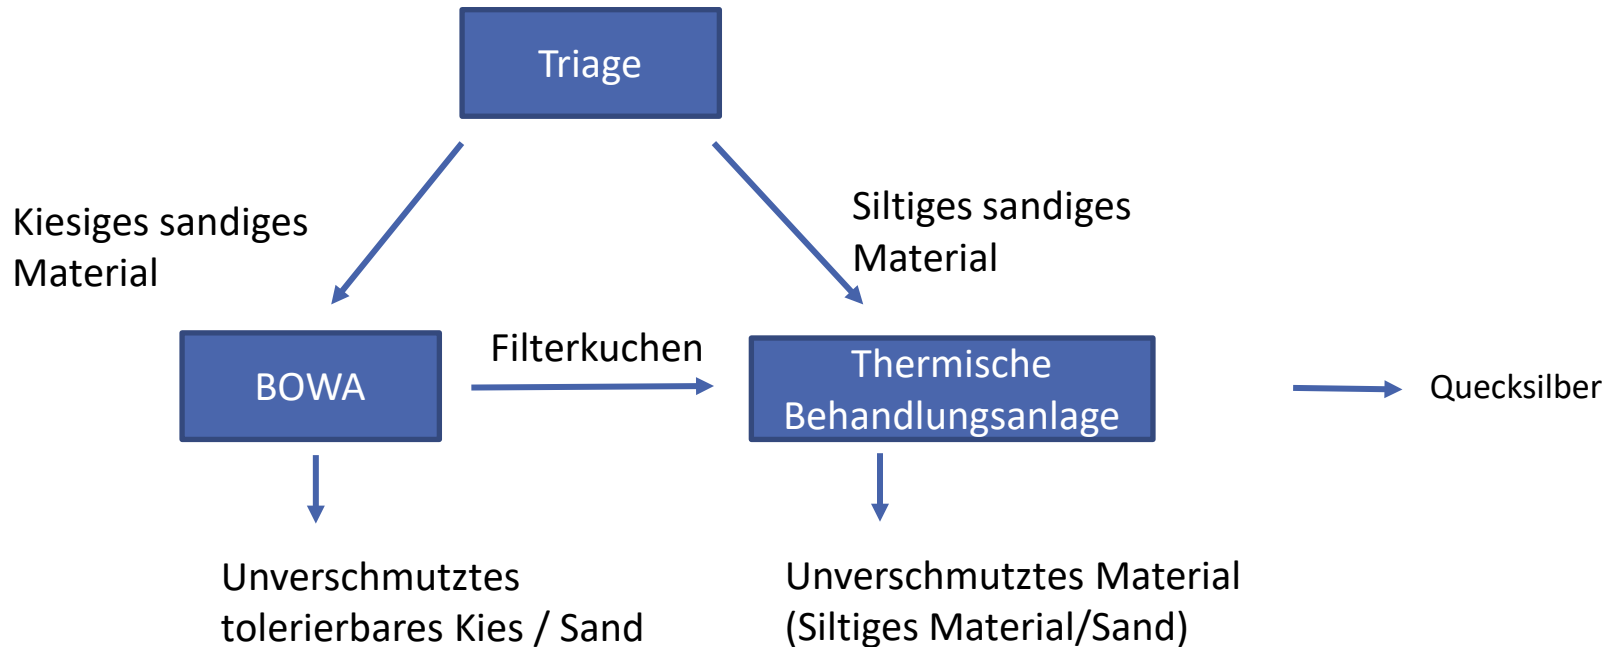 Triage
Kiesiges sandiges
Material
Siltiges sandiges
Material
BOWA
Filterkuchen
Thermische
Behandlungsanlage
Quecksilber
Unverschmutztes
tolerierbares Kies / Sand
Unverschmutztes Material
(Siltiges Material/Sand)